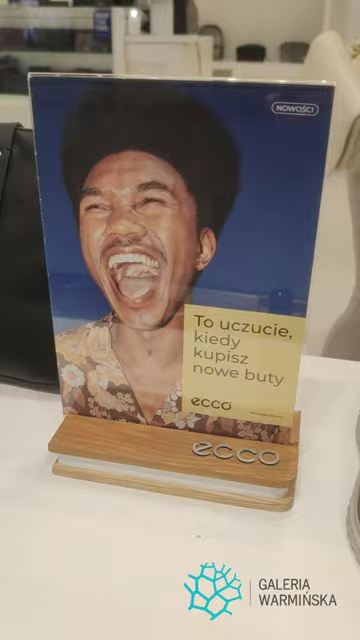 NOWOŚCI
To uczucie,
kiedy
kupisz
nowe buty
ecco
ecco
GALERIA
WARMIŃSKA